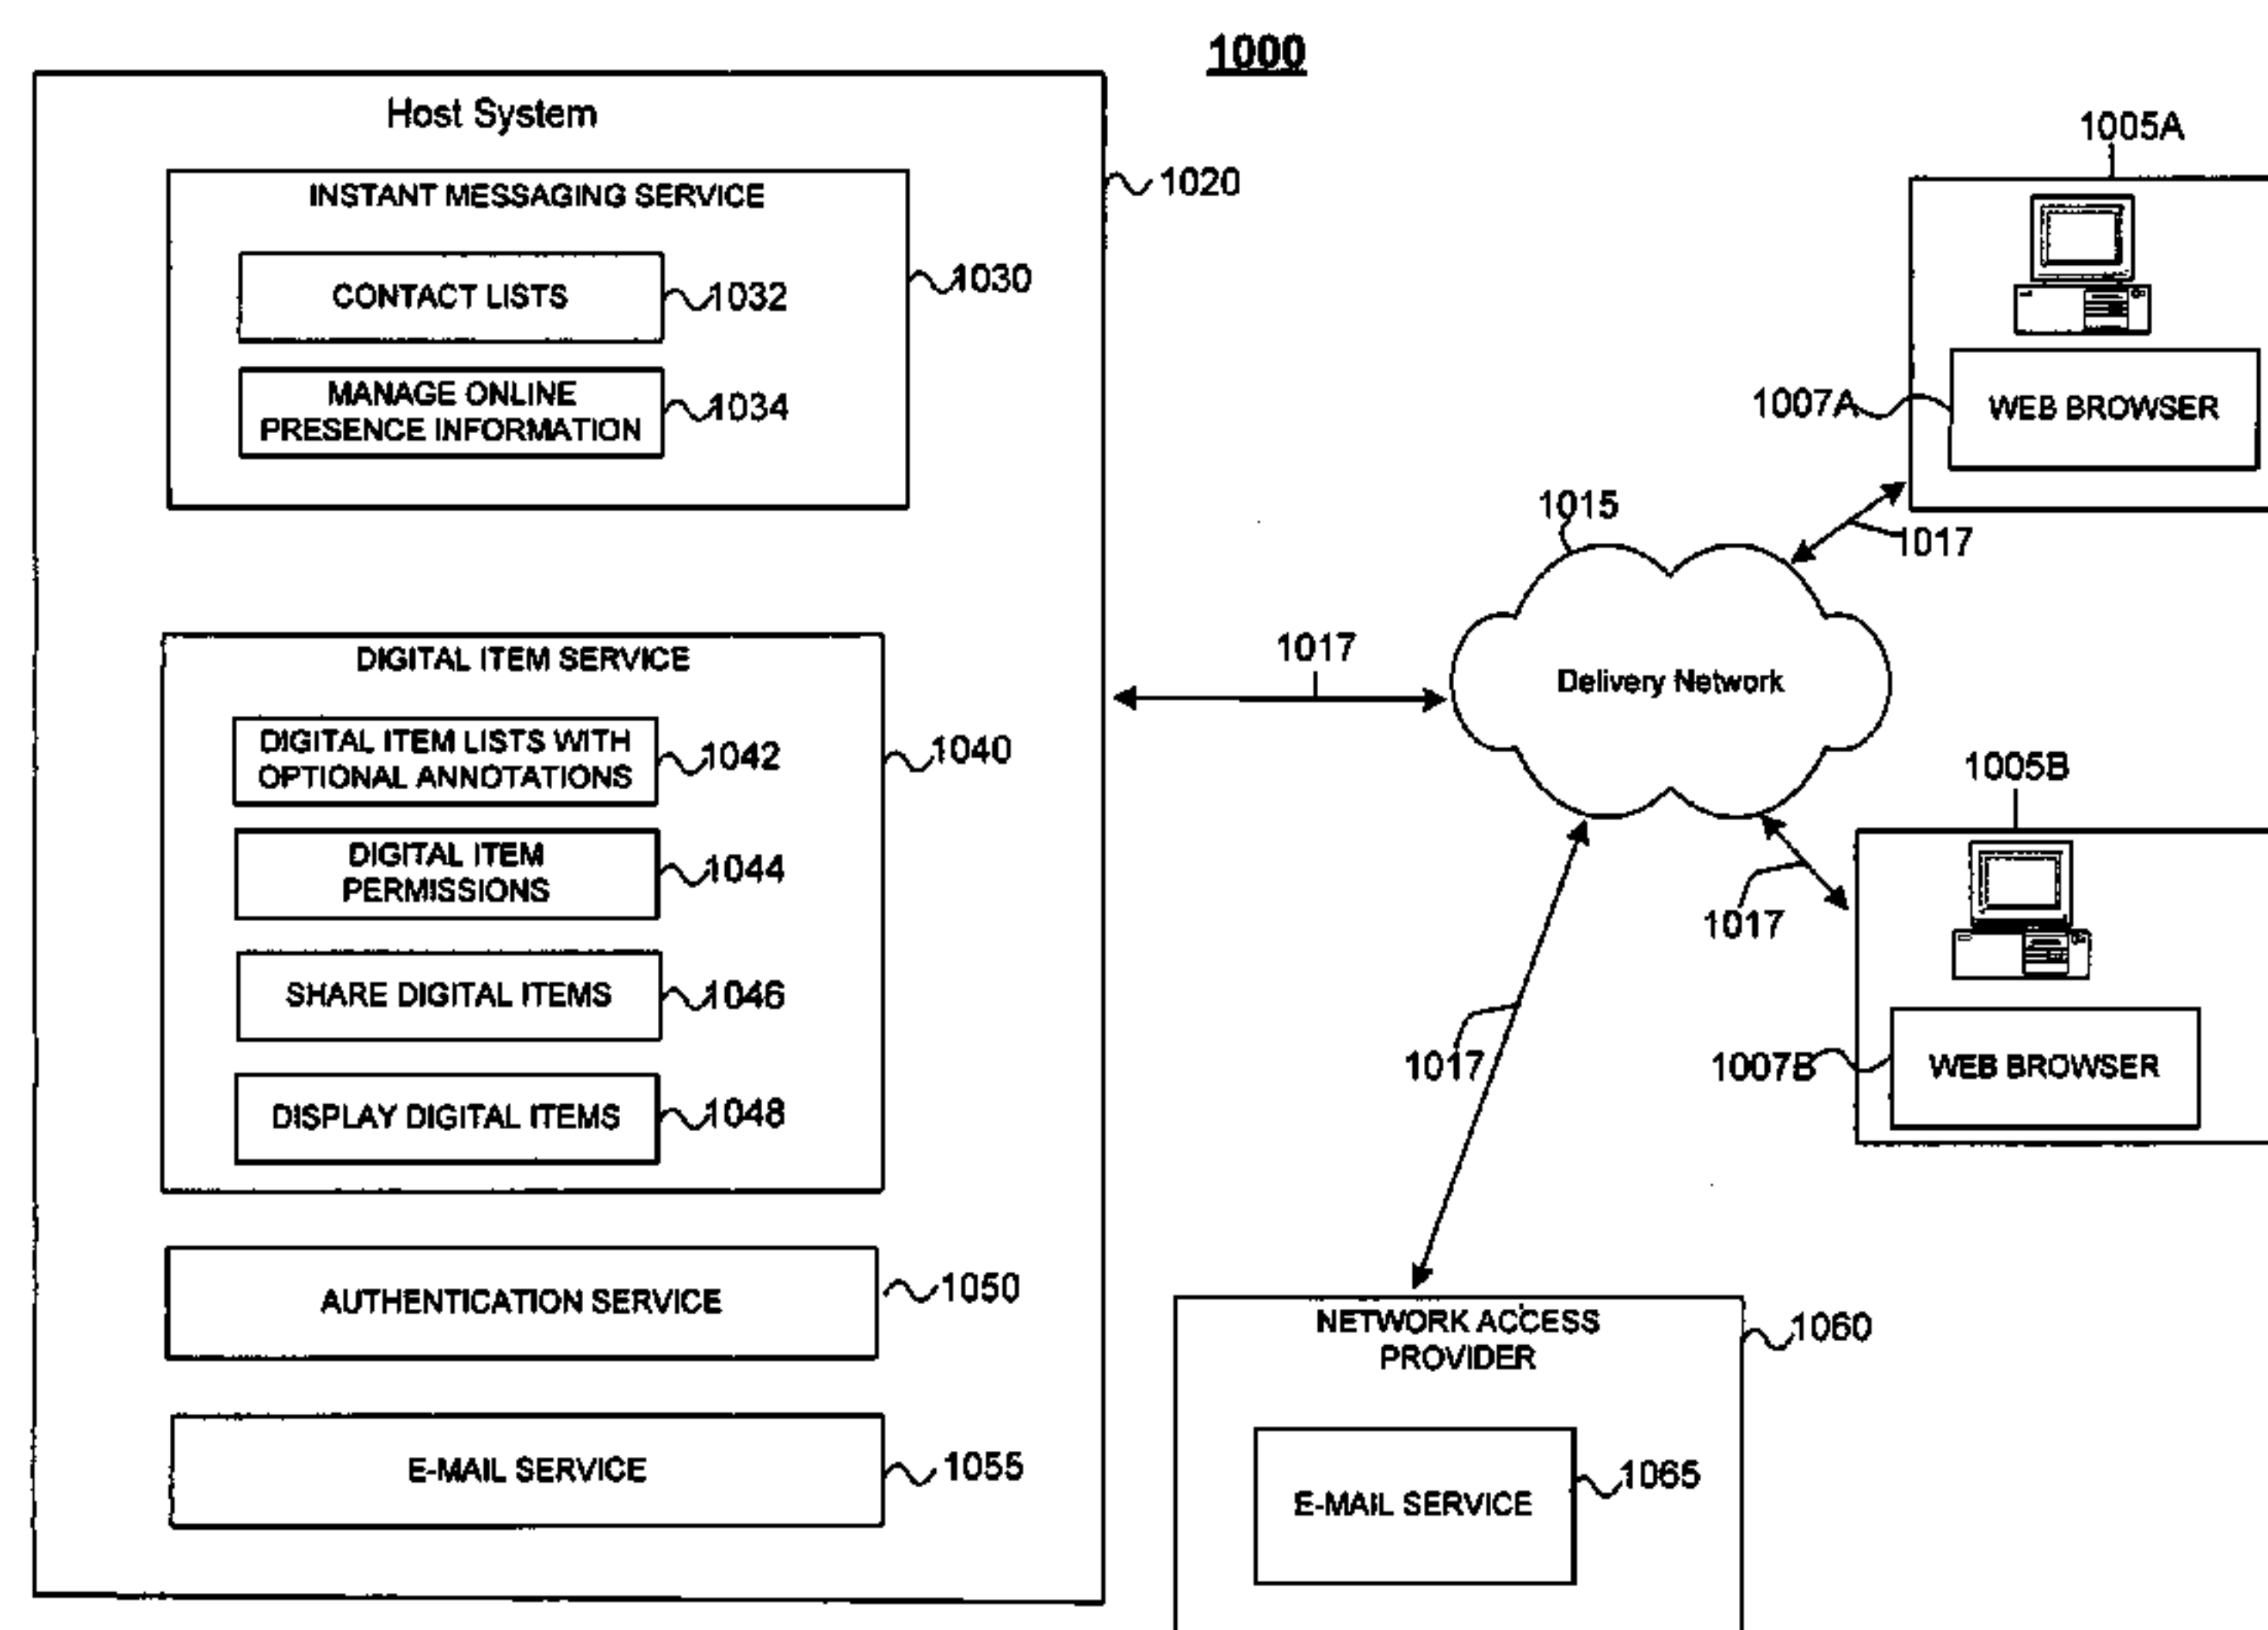 1000
Host System
1020
INSTANT MESSAGING SERVICE
1030
CONTACT LISTS
1032
MANAGE ONLINE
PRESENCE INFORMATION
1034
DIGITAL ITEM SERVICE
1040
DIGITAL ITEM LISTS WITH
OPTIONAL ANNOTATIONS
1042
DIGITAL ITEM
PERMISSIONS
1044
SHARE DIGITAL ITEMS
1046
DISPLAY DIGITAL ITEMS
1048
AUTHENTICATION SERVICE
1050
E-MAIL SERVICE
1055
1017
1015
Delivery Network
1005A
1007A
WEB BROWSER
1017
1005B
1017
1007B
WEB BROWSER
1017
NETWORK ACCESS
PROVIDER
1060
E-MAIL SERVICE
1065